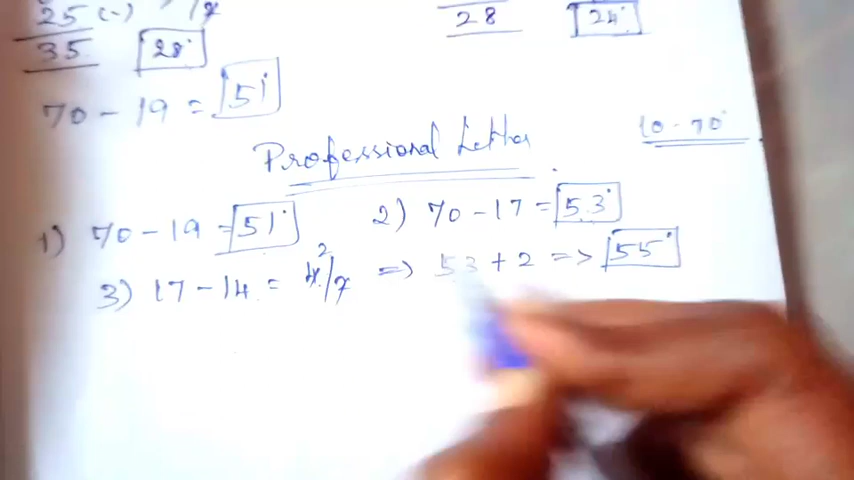 25 (-)
28 24
35 28
70 - 19 = 51
Professional Letter
10 - 70
1) 70 - 19 = 51 2) 70 - 17 = 53
3) 17 - 14 = 4/2 => 53 + 2 => 55